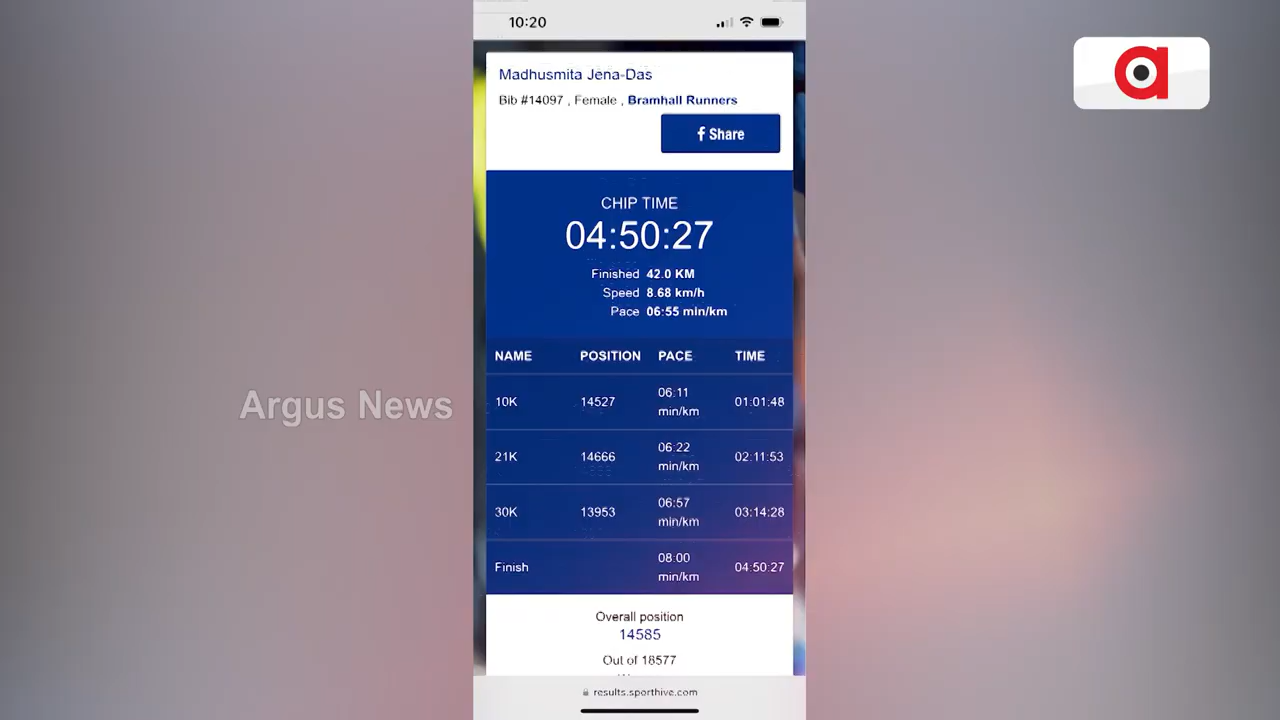 10:20
Madhusmita Jena-Das
Bib #14097 , Female , Bramhall Runners
f Share
CHIP TIME
04:50:27
Finished 42.0 KM
Speed 8.68 km/h
Pace 06:55 min/km
NAME POSITION PACE TIME
10K 14527 06:11 min/km 01:01:48
21K 14666 06:22 min/km 02:11:53
30K 13953 06:57 min/km 03:14:28
Finish 08:00 min/km 04:50:27
Overall position
14585
Out of 18577
results.sporthive.com
Argus News
a